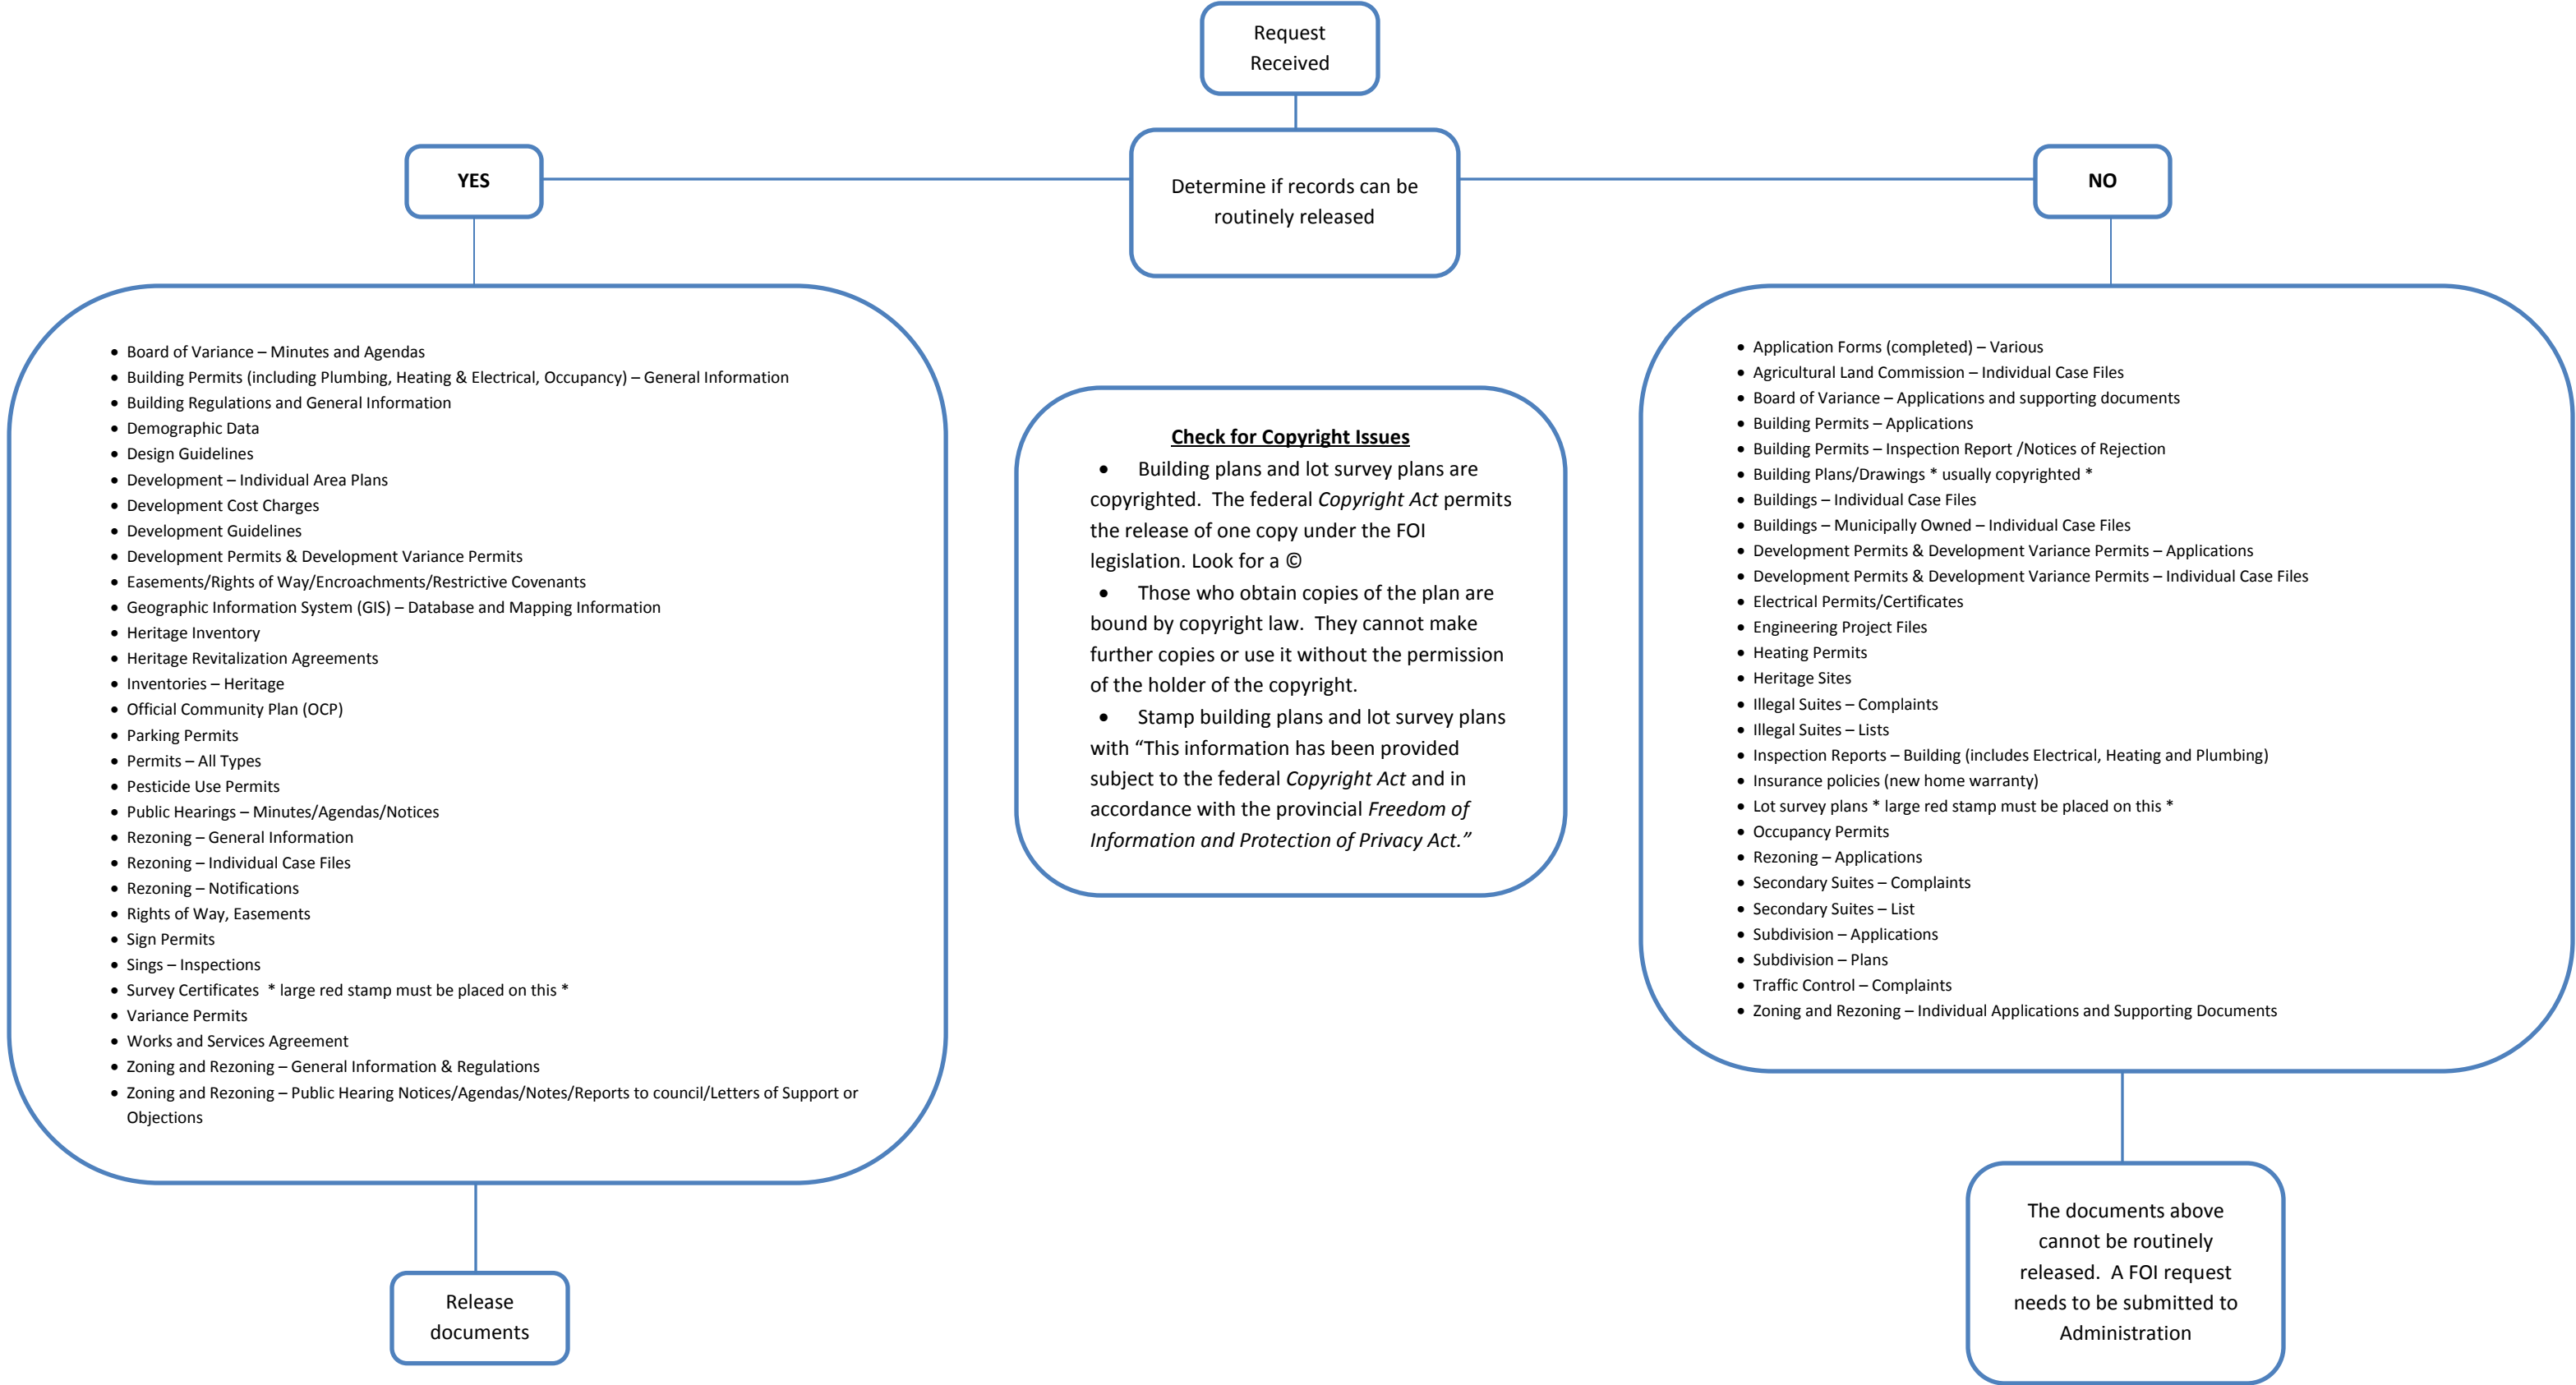 Request
Received
Determine if records can be
routinely released
YES
• Board of Variance – Minutes and Agendas
• Building Permits (including Plumbing, Heating & Electrical, Occupancy) – General Information
• Building Regulations and General Information
• Demographic Data
• Design Guidelines
• Development – Individual Area Plans
• Development Cost Charges
• Development Guidelines
• Development Permits & Development Variance Permits
• Easements/Rights of Way/Encroachments/Restrictive Covenants
• Geographic Information System (GIS) – Database and Mapping Information
• Heritage Inventory
• Heritage Revitalization Agreements
• Inventories – Heritage
• Official Community Plan (OCP)
• Parking Permits
• Permits – All Types
• Pesticide Use Permits
• Public Hearings – Minutes/Agendas/Notices
• Rezoning – General Information
• Rezoning – Individual Case Files
• Rezoning – Notifications
• Rights of Way, Easements
• Sign Permits
• Sings – Inspections
• Survey Certificates * large red stamp must be placed on this *
• Variance Permits
• Works and Services Agreement
• Zoning and Rezoning – General Information & Regulations
• Zoning and Rezoning – Public Hearing Notices/Agendas/Notes/Reports to council/Letters of Support or
Objections
Release
documents
Check for Copyright Issues
• Building plans and lot survey plans are
copyrighted. The federal Copyright Act permits
the release of one copy under the FOI
legislation. Look for a ©
• Those who obtain copies of the plan are
bound by copyright law. They cannot make
further copies or use it without the permission
of the holder of the copyright.
• Stamp building plans and lot survey plans
with “This information has been provided
subject to the federal Copyright Act and in
accordance with the provincial Freedom of
Information and Protection of Privacy Act.”
NO
• Application Forms (completed) – Various
• Agricultural Land Commission – Individual Case Files
• Board of Variance – Applications and supporting documents
• Building Permits – Applications
• Building Permits – Inspection Report /Notices of Rejection
• Building Plans/Drawings * usually copyrighted *
• Buildings – Individual Case Files
• Buildings – Municipally Owned – Individual Case Files
• Development Permits & Development Variance Permits – Applications
• Development Permits & Development Variance Permits – Individual Case Files
• Electrical Permits/Certificates
• Engineering Project Files
• Heating Permits
• Heritage Sites
• Illegal Suites – Complaints
• Illegal Suites – Lists
• Inspection Reports – Building (includes Electrical, Heating and Plumbing)
• Insurance policies (new home warranty)
• Lot survey plans * large red stamp must be placed on this *
• Occupancy Permits
• Rezoning – Applications
• Secondary Suites – Complaints
• Secondary Suites – List
• Subdivision – Applications
• Subdivision – Plans
• Traffic Control – Complaints
• Zoning and Rezoning – Individual Applications and Supporting Documents
The documents above
cannot be routinely
released. A FOI request
needs to be submitted to
Administration